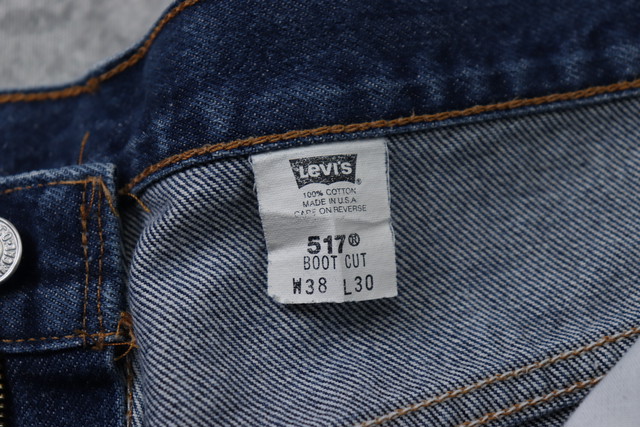 Levi's®
100% COTTON
MADE IN U.S.A
CARE ON REVERSE
517®
BOOT CUT
W38 L30